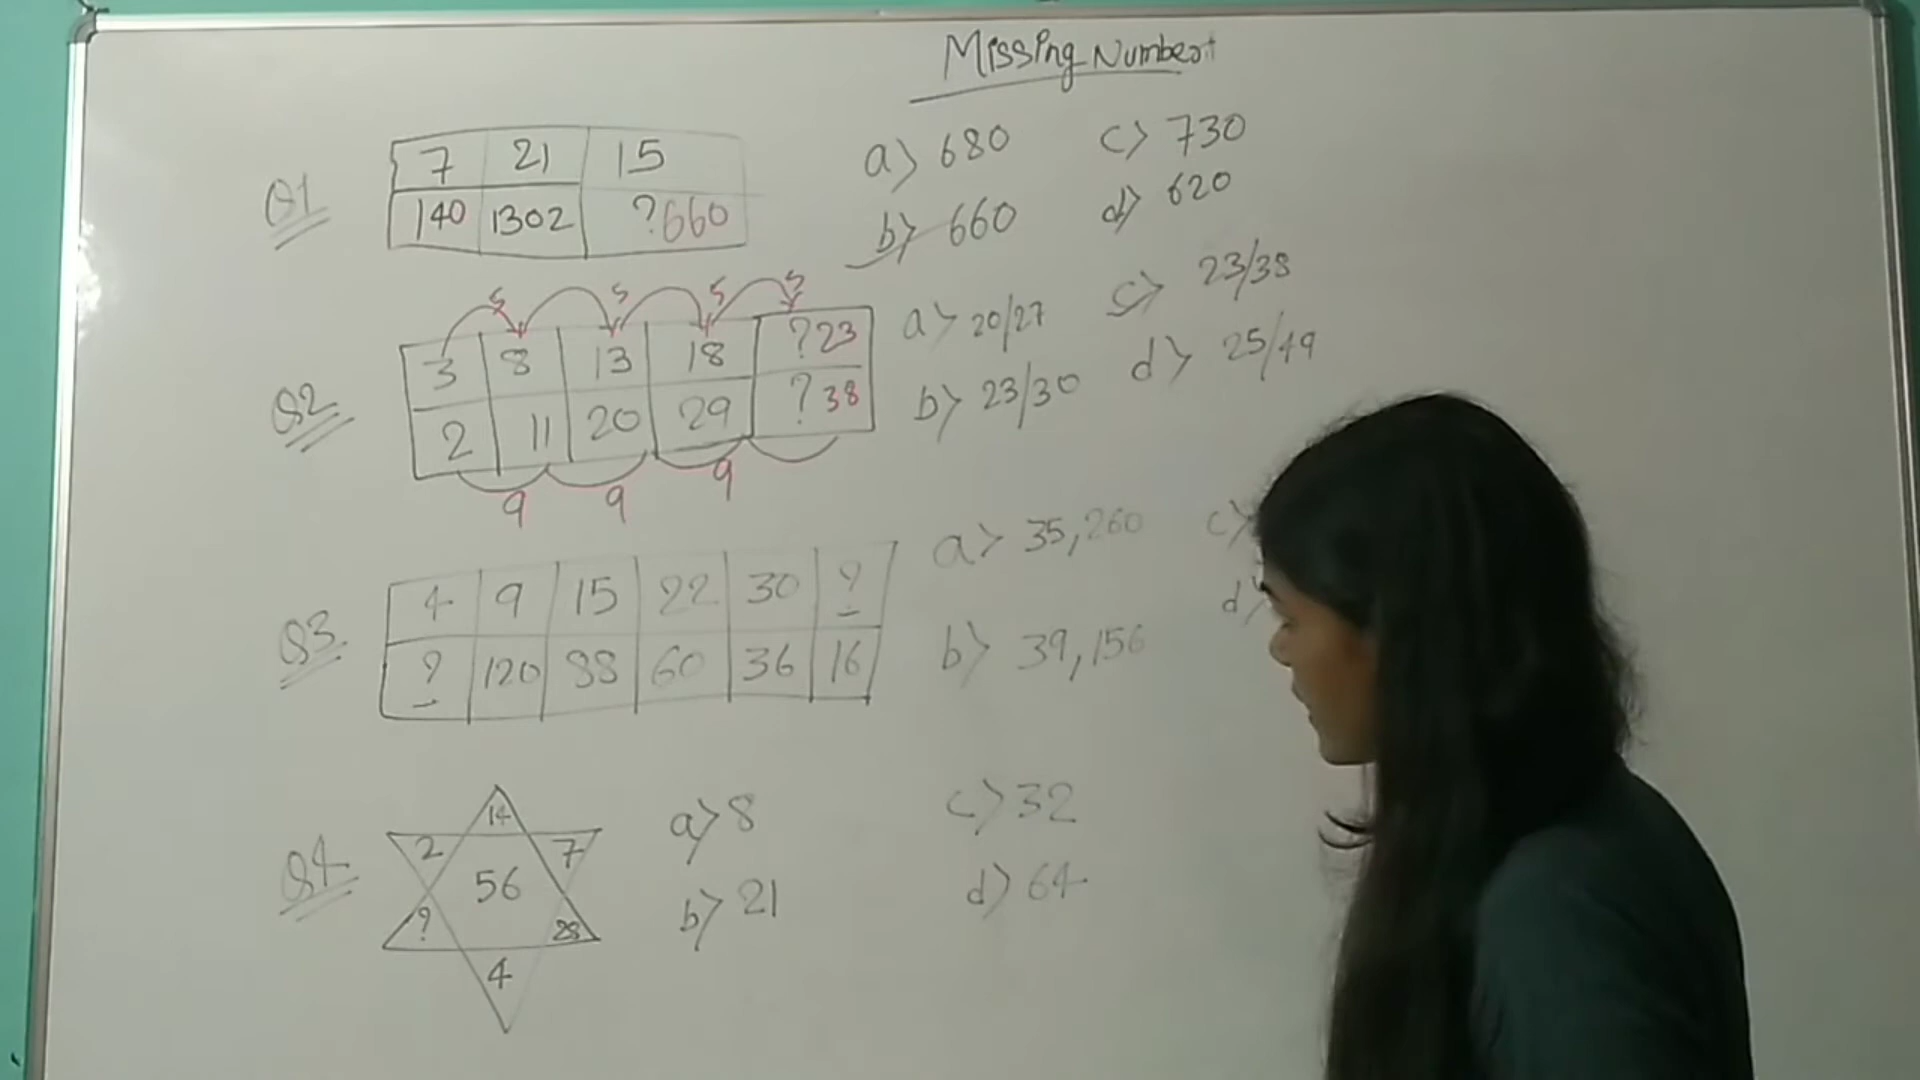 Missing Number
Q1
7 21 15
140 1302 ?660
a> 680 c> 730
b> 660 d> 620
Q2
5 5 5 5
3 8 13 18 ?23
2 11 20 29 ?38
9 9 9
a> 20/27 c> 23/38
b> 23/30 d> 25/49
Q3
4 9 15 22 30 ?
? 120 88 60 36 16
a> 35,260 c>
b> 39,156 d>
Q4
14
2 7
56
? 28
4
a> 8 c> 32
b> 21 d> 64